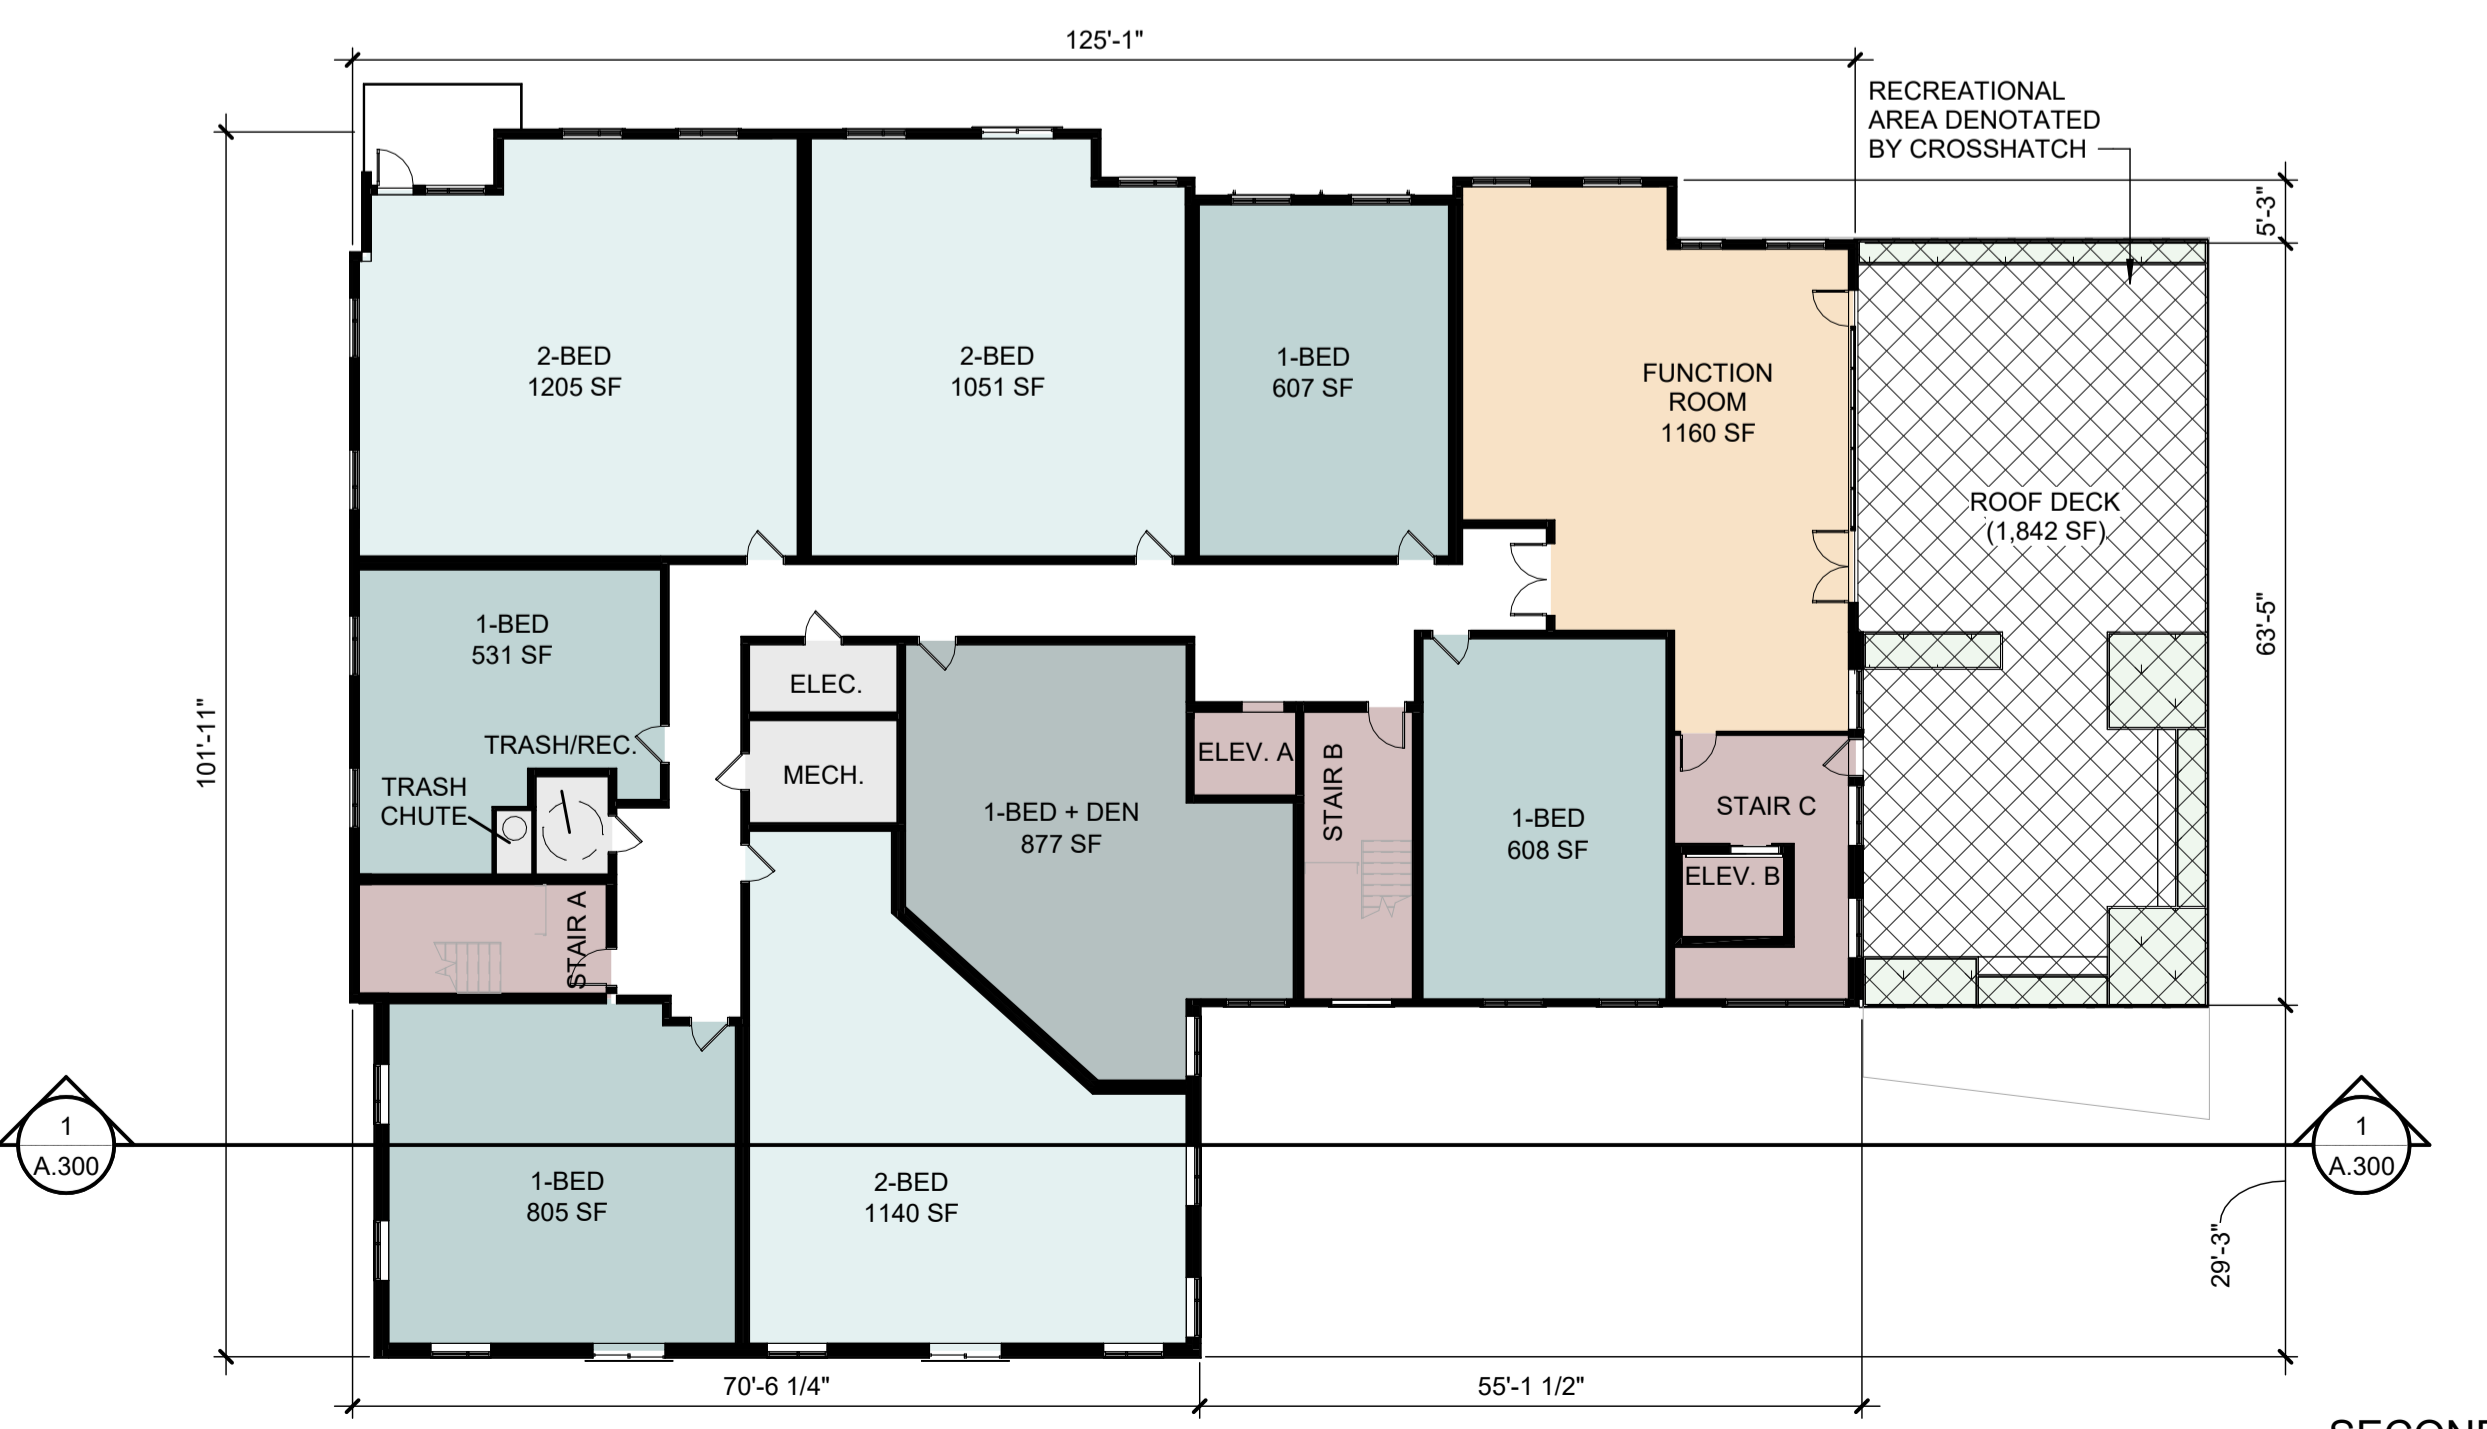 125'-1"
RECREATIONAL
AREA DENOTATED
BY CROSSHATCH
5'-3"
2-BED
1205 SF
2-BED
1051 SF
1-BED
607 SF
FUNCTION
ROOM
1160 SF
ROOF DECK
(1,842 SF)
63'-5"
101'-11"
1-BED
531 SF
TRASH/REC.
TRASH
CHUTE
ELEC.
MECH.
1-BED + DEN
877 SF
ELEV. A
STAIR B
1-BED
608 SF
STAIR C
ELEV. B
STAIR A
1
A.300
1-BED
805 SF
2-BED
1140 SF
1
A.300
29'-3"
70'-6 1/4"
55'-1 1/2"